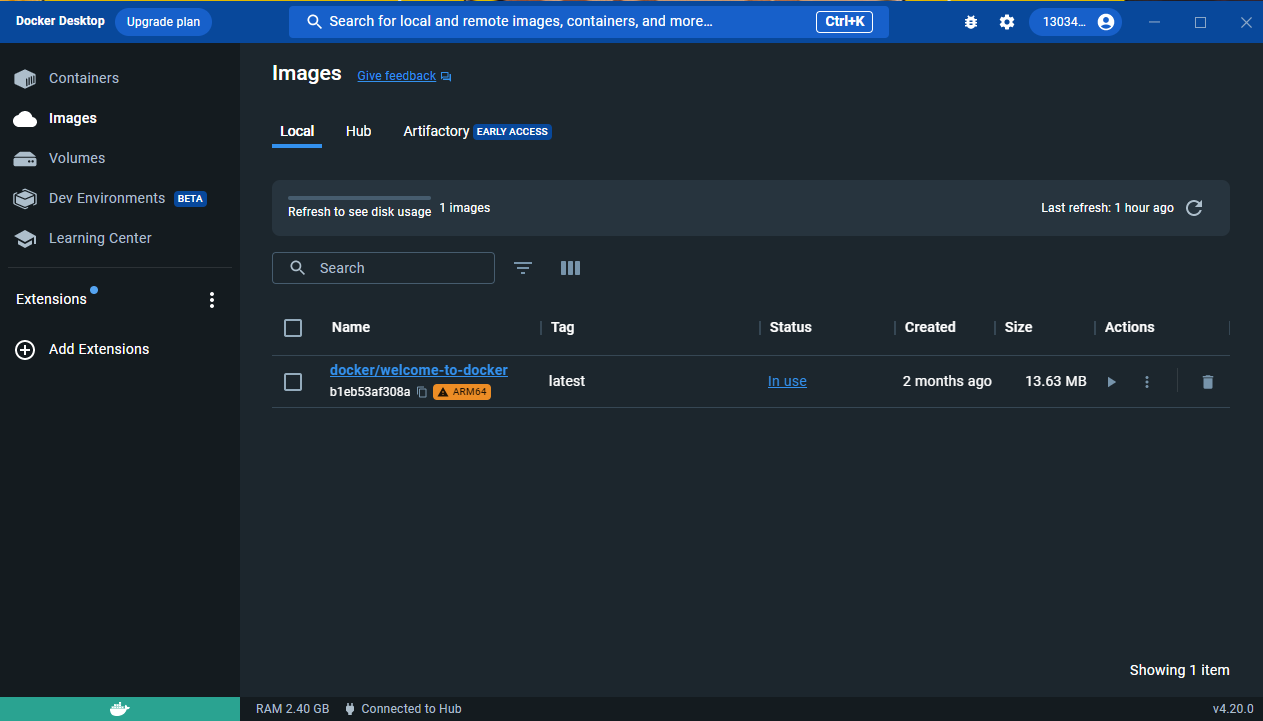 Docker Desktop Upgrade plan Search for local and remote images, containers, and more... Ctrl+K 13034...
Containers
Images
Volumes
Dev Environments BETA
Learning Center
Extensions
Add Extensions
Images Give feedback
Local Hub Artifactory EARLY ACCESS
Refresh to see disk usage 1 images Last refresh: 1 hour ago
Search
Name Tag Status Created Size Actions
docker/welcome-to-docker latest In use 2 months ago 13.63 MB
b1eb53af308a ARM64
Showing 1 item
RAM 2.40 GB Connected to Hub v4.20.0